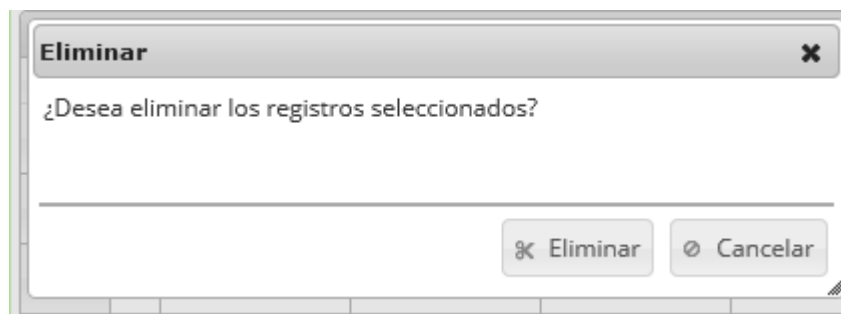 Eliminar
¿Desea eliminar los registros seleccionados?
Eliminar
Cancelar